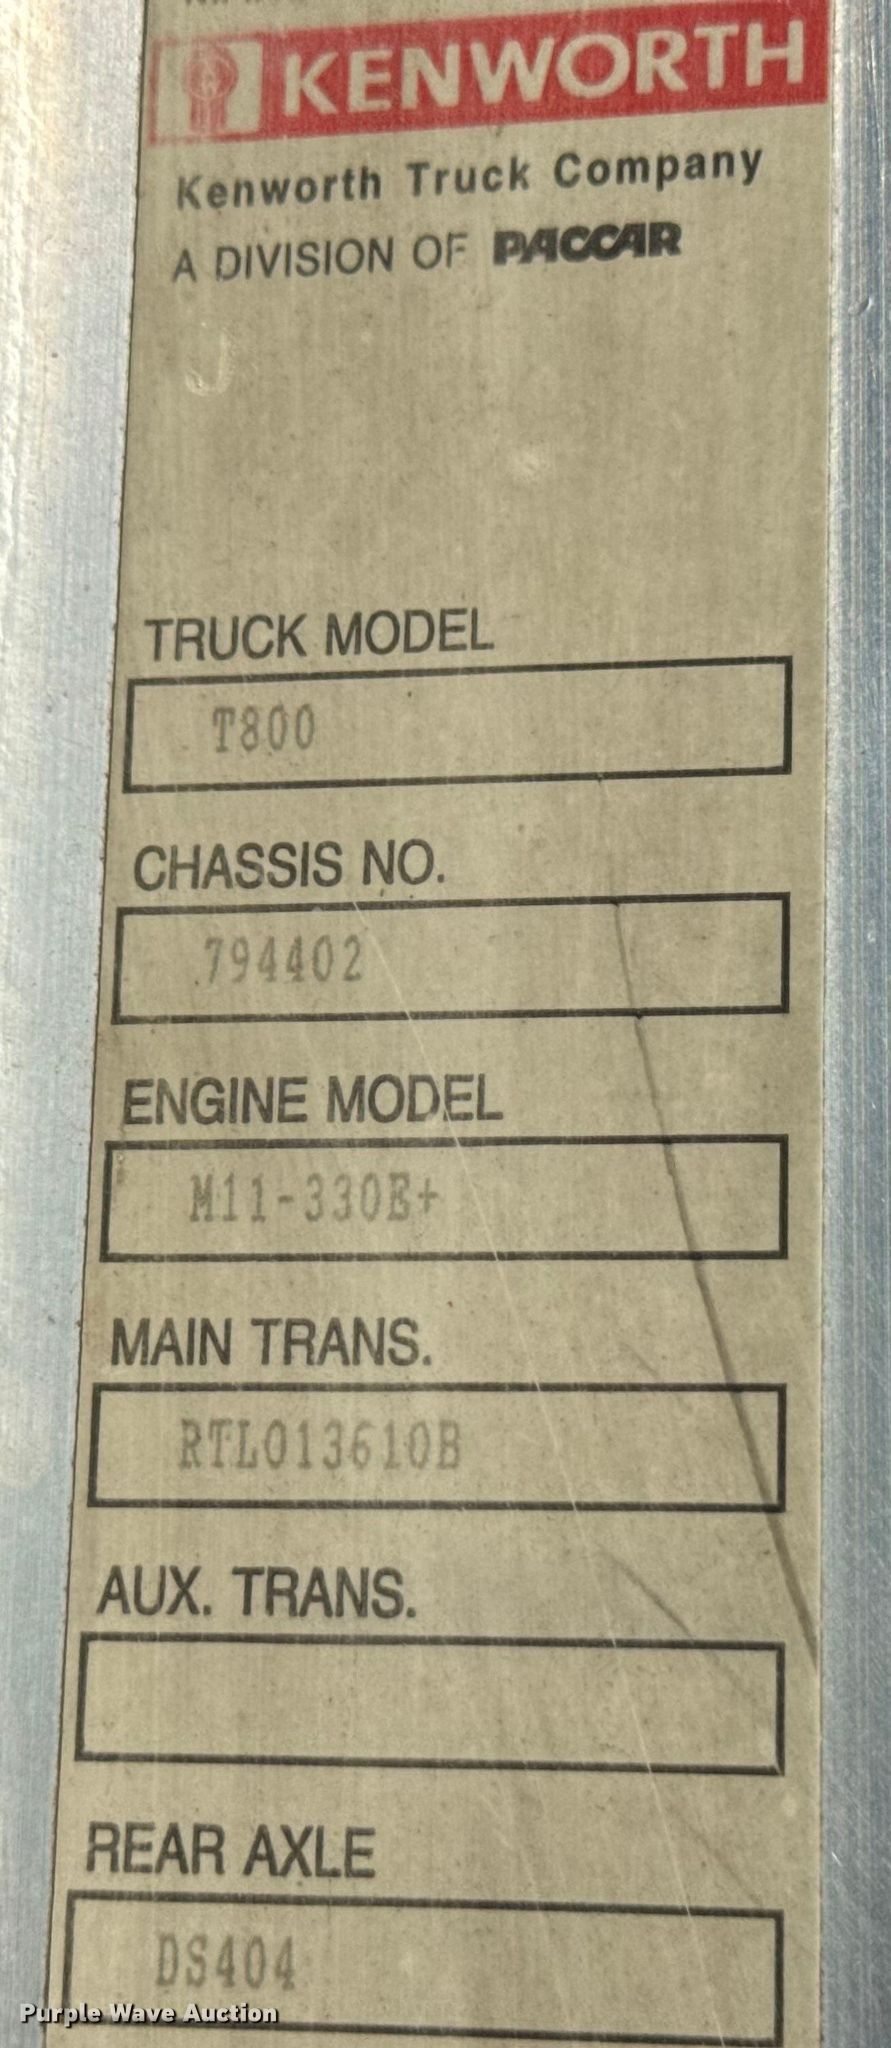 KENWORTH
Kenworth Truck Company
A DIVISION OF PACCAR
TRUCK MODEL
T800
CHASSIS NO.
794402
ENGINE MODEL
M11-330E+
MAIN TRANS.
RTLO13610B
AUX. TRANS.
REAR AXLE
DS404
Purple Wave Auction